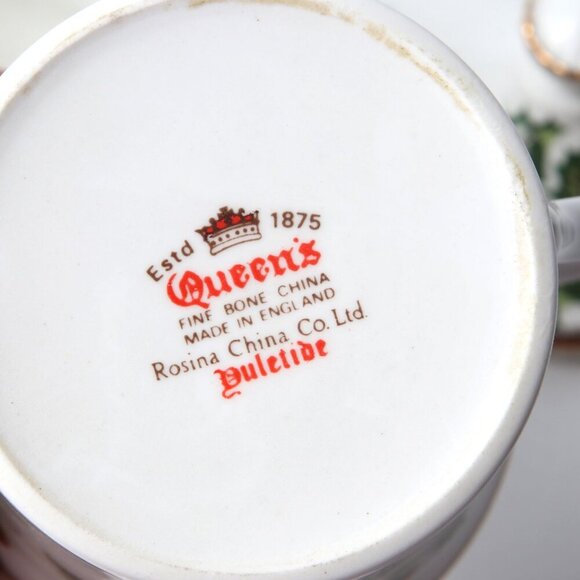 Estd 1875
Queen's
FINE BONE CHINA
MADE IN ENGLAND
Rosina China Co. Ltd.
Yuletide